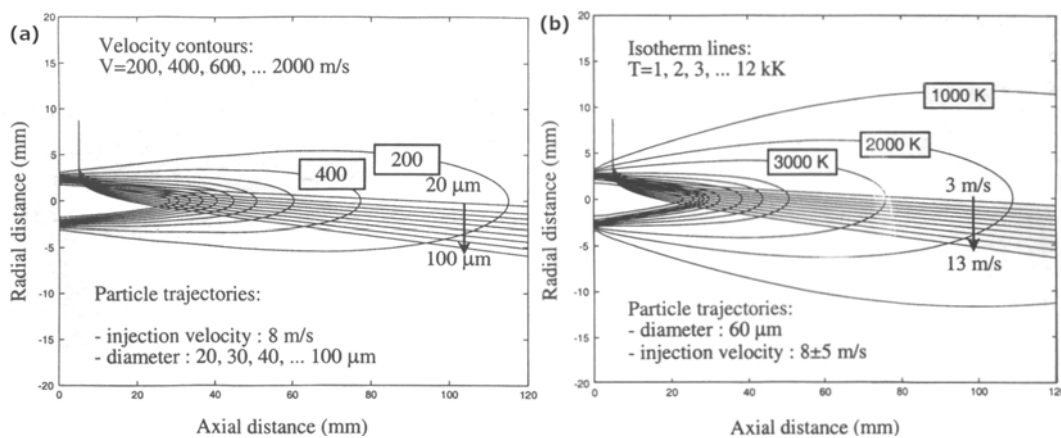 (a)
Velocity contours:
V=200, 400, 600, ... 2000 m/s
200
400
20 μm
100 μm
Particle trajectories:
- injection velocity : 8 m/s
- diameter : 20, 30, 40, ... 100 μm
20
15
10
5
0
-5
-10
-15
-20
0
20
40
60
80
100
120
Radial distance (mm)
Axial distance (mm)
(b)
Isotherm lines:
T=1, 2, 3, ... 12 kK
1000 K
2000 K
3000 K
3 m/s
13 m/s
Particle trajectories:
- diameter : 60 μm
- injection velocity : 8±5 m/s
20
15
10
5
0
-5
-10
-15
-20
0
20
40
60
80
100
120
Radial distance (mm)
Axial distance (mm)